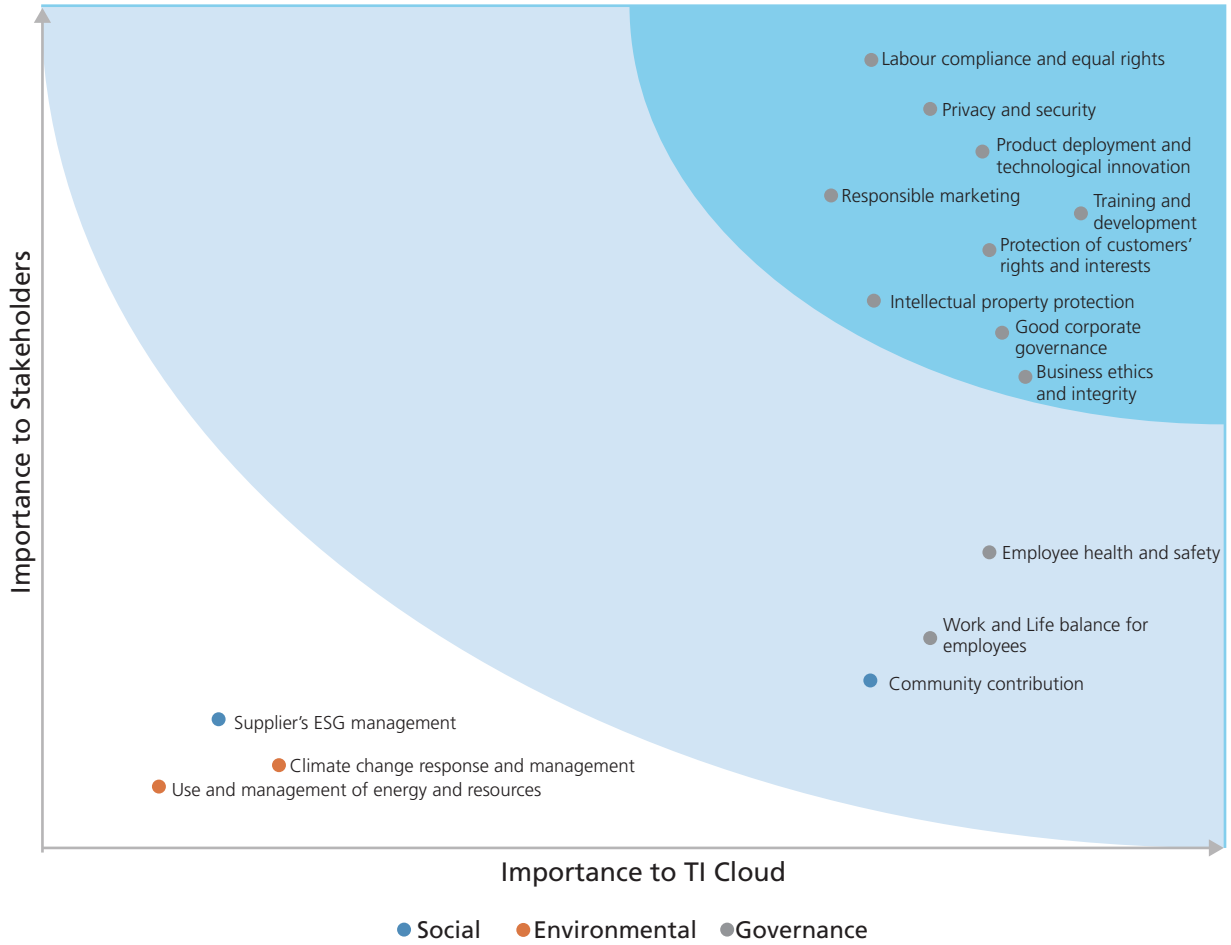 Importance to Stakeholders
Labour compliance and equal rights
Privacy and security
Product deployment and
technological innovation
Responsible marketing
Training and
development
Protection of customers’
rights and interests
Intellectual property protection
Good corporate
governance
Business ethics
and integrity
Employee health and safety
Work and Life balance for
employees
Community contribution
Supplier’s ESG management
Climate change response and management
Use and management of energy and resources
Importance to TI Cloud
Social Environmental Governance